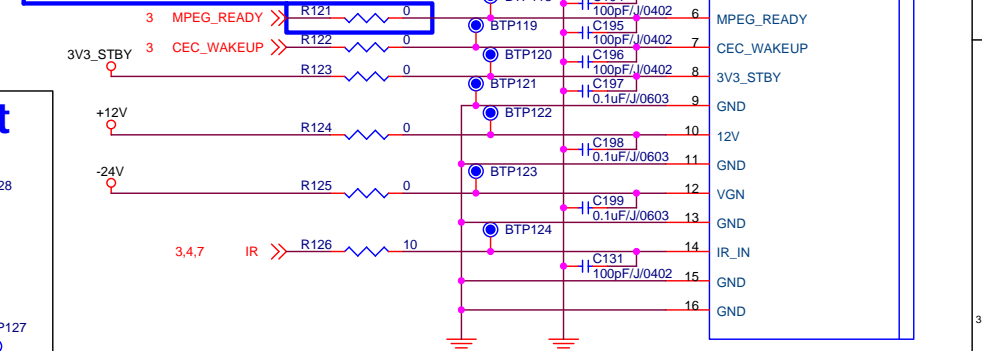 3 MPEG_READY R121 0 6 MPEG_READY
BTP119 C195
100pF/J/0402
3 CEC_WAKEUP R122 0 7 CEC_WAKEUP
3V3_STBY BTP120 C196
100pF/J/0402
R123 0 8 3V3_STBY
BTP121 C197
0.1uF/J/0603
9 GND
+12V BTP122
R124 0 10 12V
C198
0.1uF/J/0603
11 GND
-24V BTP123
R125 0 12 VGN
C199
0.1uF/J/0603
13 GND
BTP124
3,4,7 IR R126 10 14 IR_IN
C131
100pF/J/0402
15 GND
16 GND
t
28
P127
3